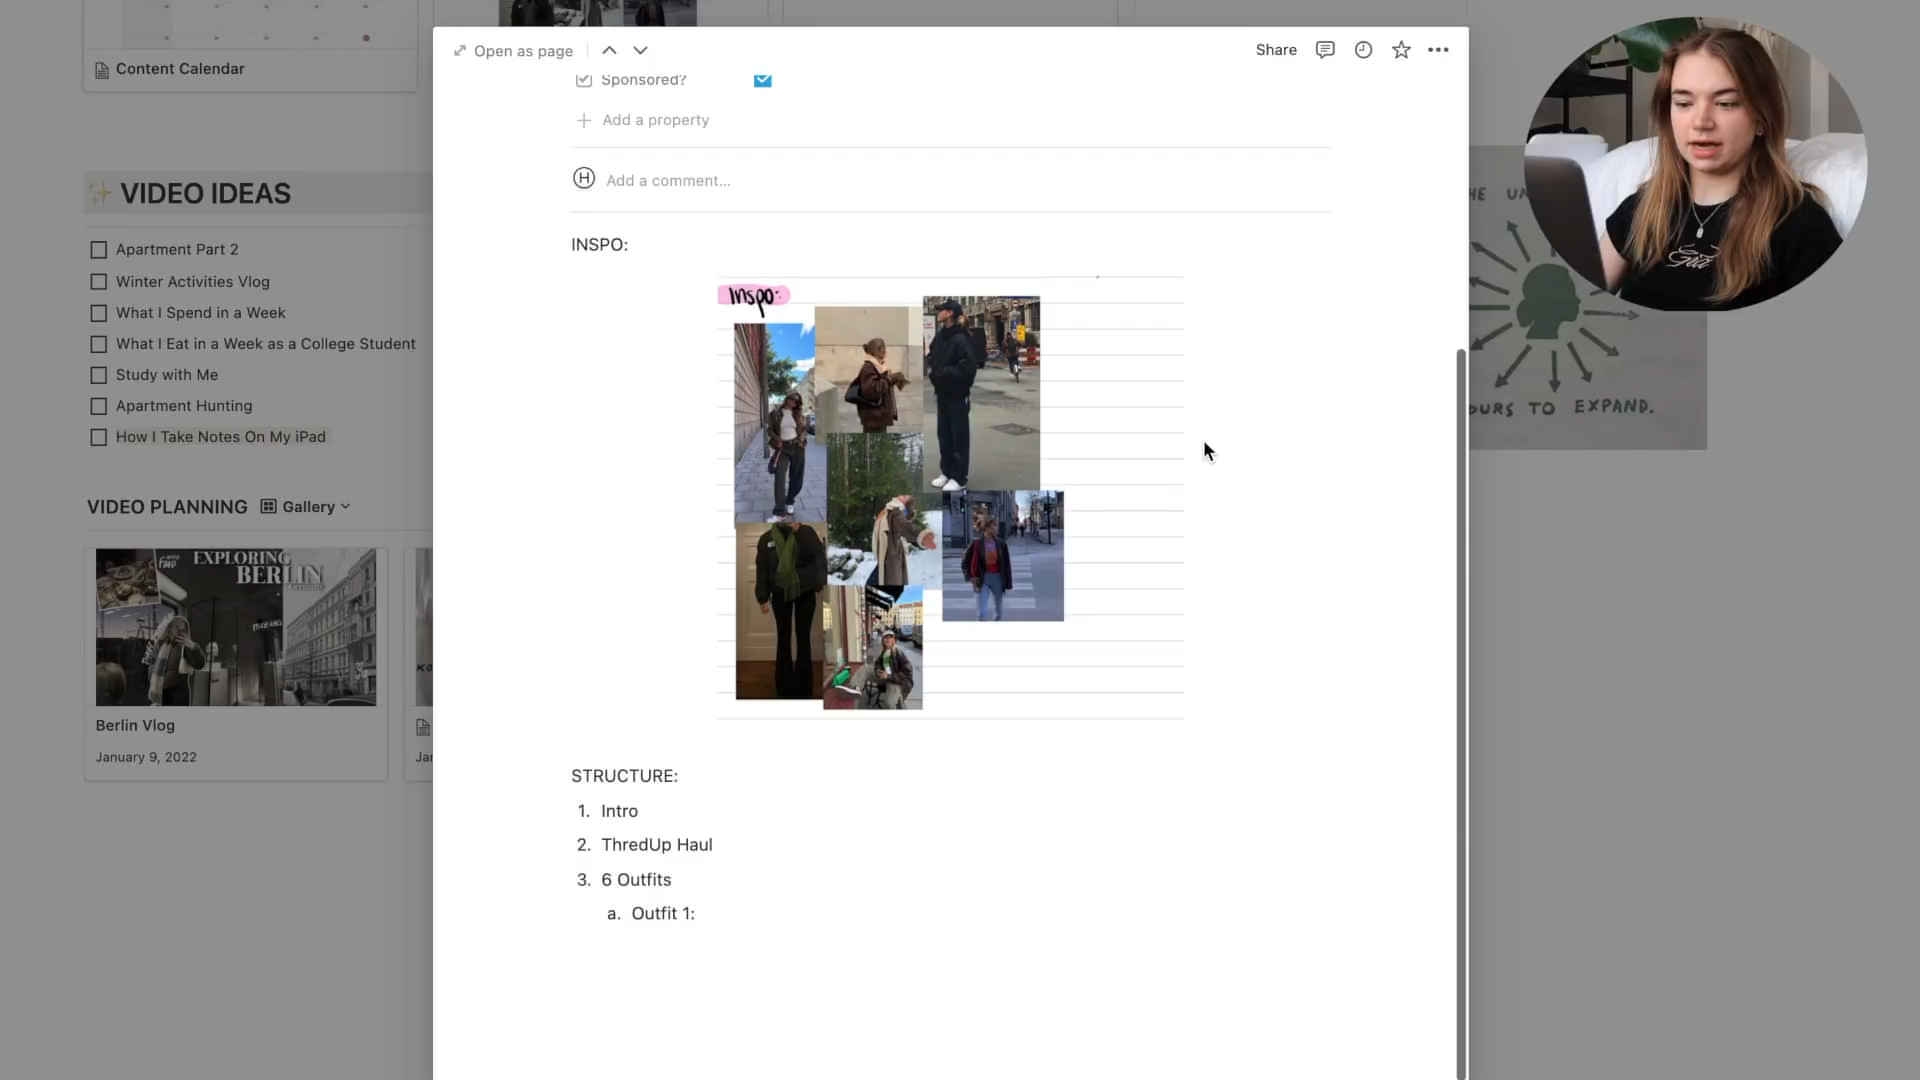 Content Calendar
✨ VIDEO IDEAS
Apartment Part 2
Winter Activities Vlog
What I Spend in a Week
What I Eat in a Week as a College Student
Study with Me
Apartment Hunting
How I Take Notes On My iPad
VIDEO PLANNING Gallery
EXPLORING
BERLIN
Berlin Vlog
January 9, 2022
Open as page
Share
Sponsored?
Add a property
H Add a comment...
INSPO:
Inspo:
STRUCTURE:
1. Intro
2. ThredUp Haul
3. 6 Outfits
a. Outfit 1:
TO EXPAND.